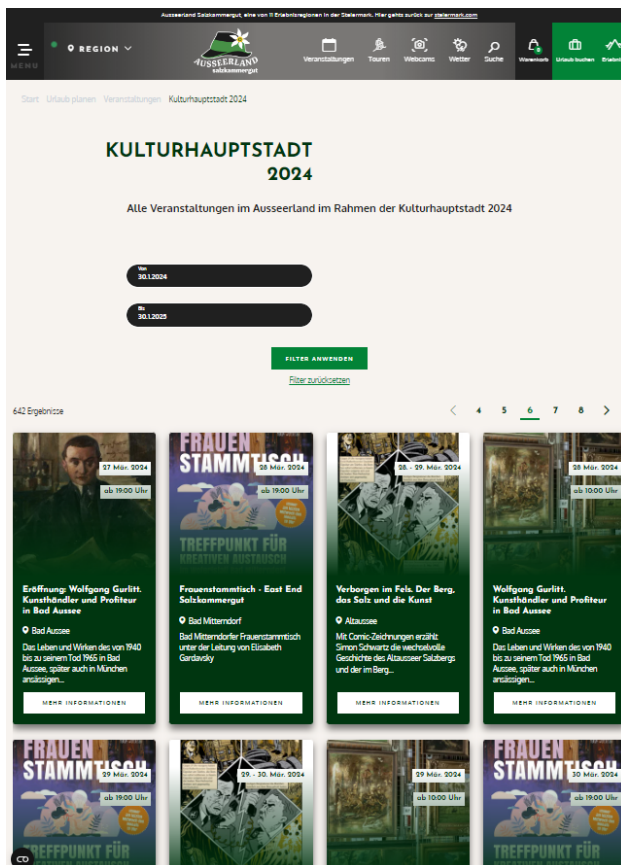 Ausseerland Salzkammergut, eine von 11 Erlebnisregionen in der Steiermark. Hier gehts zurück zur steiermark.com
MENÜ
REGION
AUSSEERLAND
salzkammergut
Veranstaltungen
Touren
Webcams
Wetter
Suche
Warenkorb
Urlaub buchen
Start Urlaub planen Veranstaltungen Kulturhauptstadt 2024
KULTURHAUPTSTADT
2024
Alle Veranstaltungen im Ausseerland im Rahmen der Kulturhauptstadt 2024
Von
30.1.2024
Bis
30.1.2025
FILTER ANWENDEN
Filter zurücksetzen
642 Ergebnisse
4 5 6 7 8
27 Mär. 2024
ab 19:00 Uhr
Eröffnung: Wolfgang Gurlitt.
Kunsthändler und Profiteur
in Bad Aussee
Bad Aussee
Das Leben und Wirken des von 1940
bis zu seinem Tod 1965 in Bad
Aussee, später auch in München
ansässigen...
MEHR INFORMATIONEN
FRAUEN
STAMMTISCH
28 Mär. 2024
ab 19:00 Uhr
TREFFPUNKT FÜR
KREATIVEN AUSTAUSCH
Frauenstammtisch - East End
Salzkammergut
Bad Mitterndorf
Bad Mitterndorfer Frauenstammtisch
unter der Leitung von Elisabeth
Gardavsky
MEHR INFORMATIONEN
28. - 29. Mär. 2024
Verborgen im Fels. Der Berg,
das Salz und die Kunst
Altaussee
Mit Comic-Zeichnungen erzählt
Simon Schwartz die wechselvolle
Geschichte des Altausseer Salzbergs
und der im Berg...
MEHR INFORMATIONEN
28 Mär. 2024
ab 10:00 Uhr
Wolfgang Gurlitt.
Kunsthändler und Profiteur
in Bad Aussee
Bad Aussee
Das Leben und Wirken des von 1940
bis zu seinem Tod 1965 in Bad
Aussee, später auch in München
ansässigen...
MEHR INFORMATIONEN
FRAUEN
STAMMTISCH
29 Mär. 2024
ab 19:00 Uhr
TREFFPUNKT FÜR
29. - 30. Mär. 2024
29 Mär. 2024
ab 10:00 Uhr
FRAUEN
STAMMTISCH
30 Mär. 2024
ab 19:00 Uhr
TREFFPUNKT FÜR